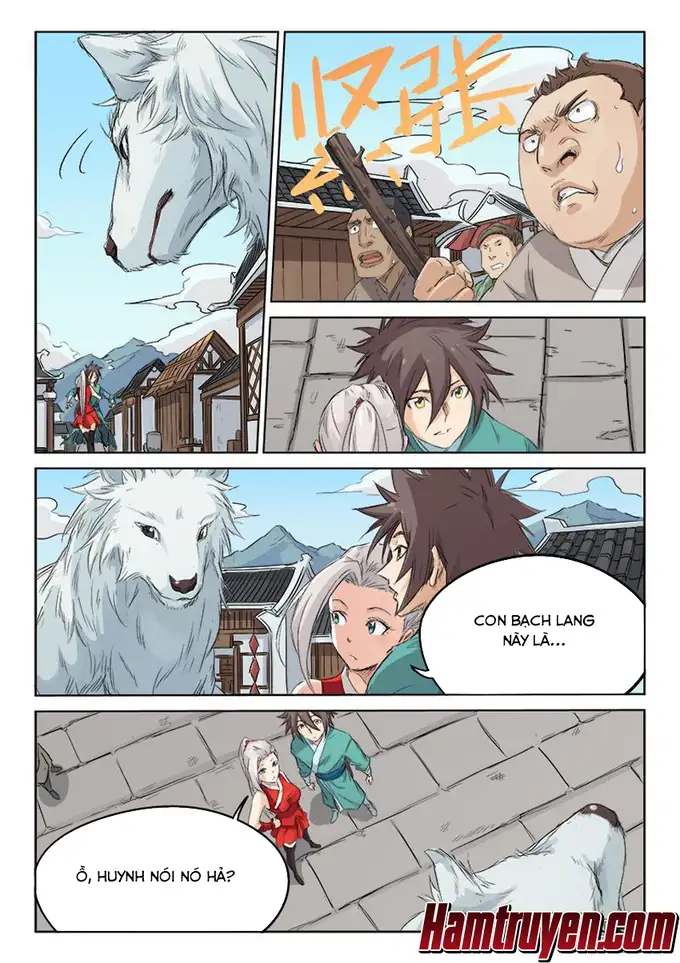 紧张
CON BẠCH LANG
NÀY LÀ...
Ồ, HUYNH NÓI NÓ HẢ?
Hamtruyen.com